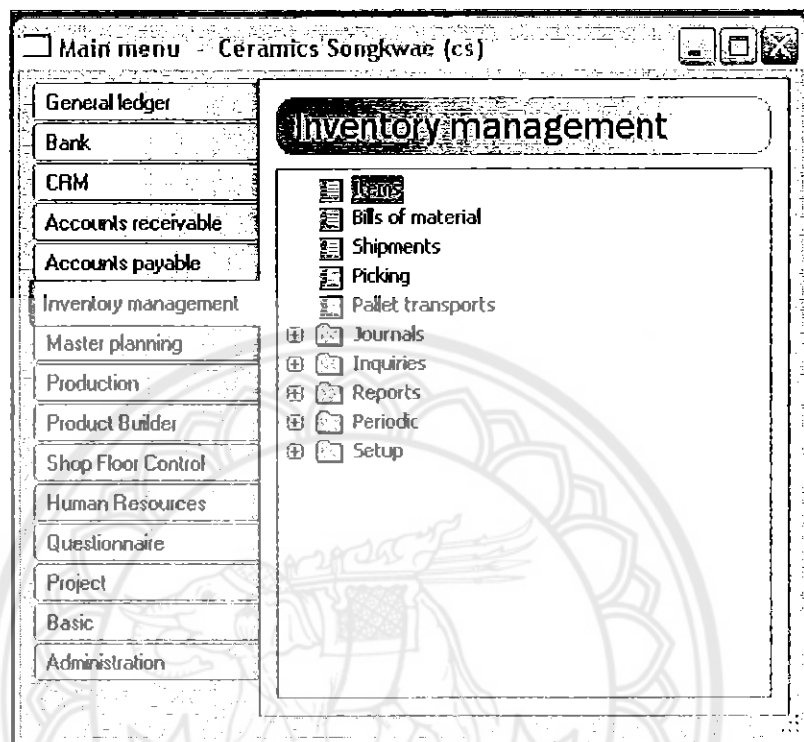 Main menu - Ceramics Songkwae (cs)
General ledger
Bank
CRM
Accounts receivable
Accounts payable
Inventory management
Master planning
Production
Product Builder
Shop Floor Control
Human Resources
Questionnaire
Project
Basic
Administration
Inventory management
Items
Bills of material
Shipments
Picking
Pallet transports
Journals
Inquiries
Reports
Periodic
Setup